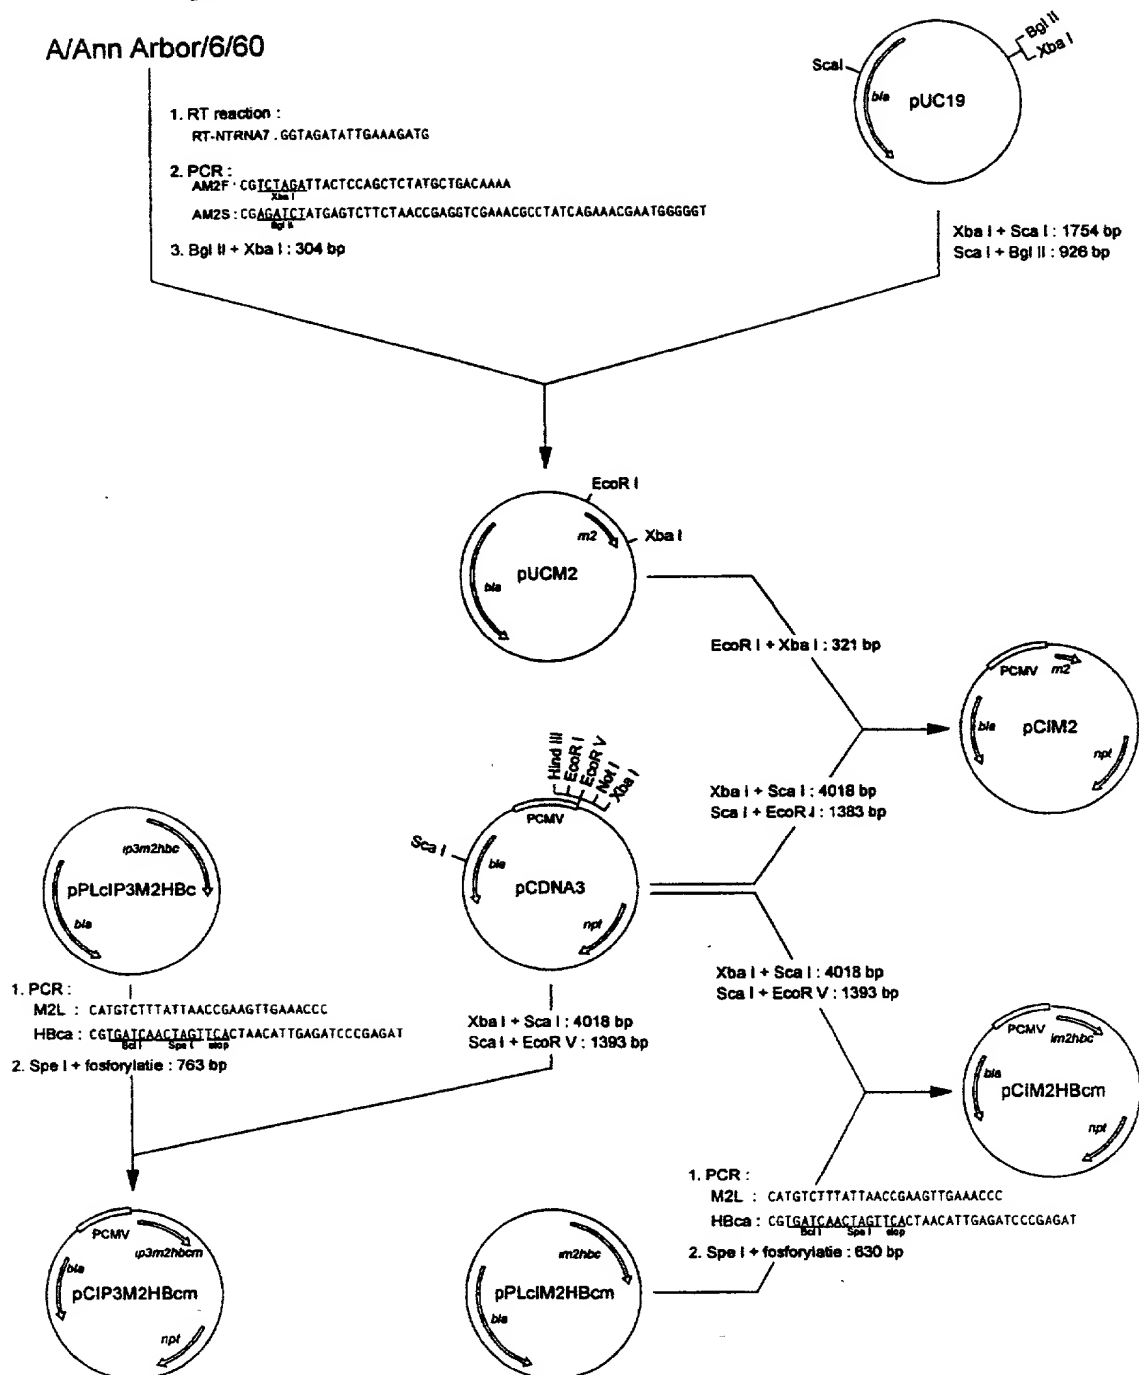 A/Ann Arbor/6/60
1. RT reaction :
RT-NTRNA7 . GGTAGATATTGAAAGATG
2. PCR :
AM2F · CGTCTAGATTACTCCAGCTCTATGCTGACAAAA
Xba I
AM2S : CGAGATCTATGAGTCTTCTAACCGAGGTCGAAACGCCTATCAGAAACGAATGGGGGT
Bgl II
3. Bgl II + Xba I : 304 bp
Bgl II
Xba I
ScaI
bla
pUC19
Xba I + Sca I : 1754 bp
Sca I + Bgl II : 926 bp
EcoR I
m2
Xba I
pUCM2
bla
EcoR I + Xba I : 321 bp
PCMV
m2
bla
pCIM2
npt
Hind III
EcoR I
EcoR V
Not I
Xba I
PCMV
Sca I
bla
pCDNA3
npt
Xba I + Sca I : 4018 bp
Sca I + EcoR I : 1383 bp
ip3m2hbc
pPLcIP3M2HBc
bla
1. PCR :
M2L : CATGTCTTTATTAACCGAAGTTGAAACCC
HBca : CGTGATCAACTAGTTCACTAACATTGAGATCCCGAGAT
Bcl I Spe I stop
2. Spe I + fosforylatie : 763 bp
Xba I + Sca I : 4018 bp
Sca I + EcoR V : 1393 bp
Xba I + Sca I : 4018 bp
Sca I + EcoR V : 1393 bp
PCMV
im2hbc
bla
pCIM2HBcm
npt
1. PCR :
M2L : CATGTCTTTATTAACCGAAGTTGAAACCC
HBca : CGTGATCAACTAGTTCACTAACATTGAGATCCCGAGAT
Bcl I Spe I stop
2. Spe I + fosforylatie : 630 bp
PCMV
ip3m2hbcm
bla
pCIP3M2HBcm
npt
im2hbc
pPLcIM2HBcm
bla